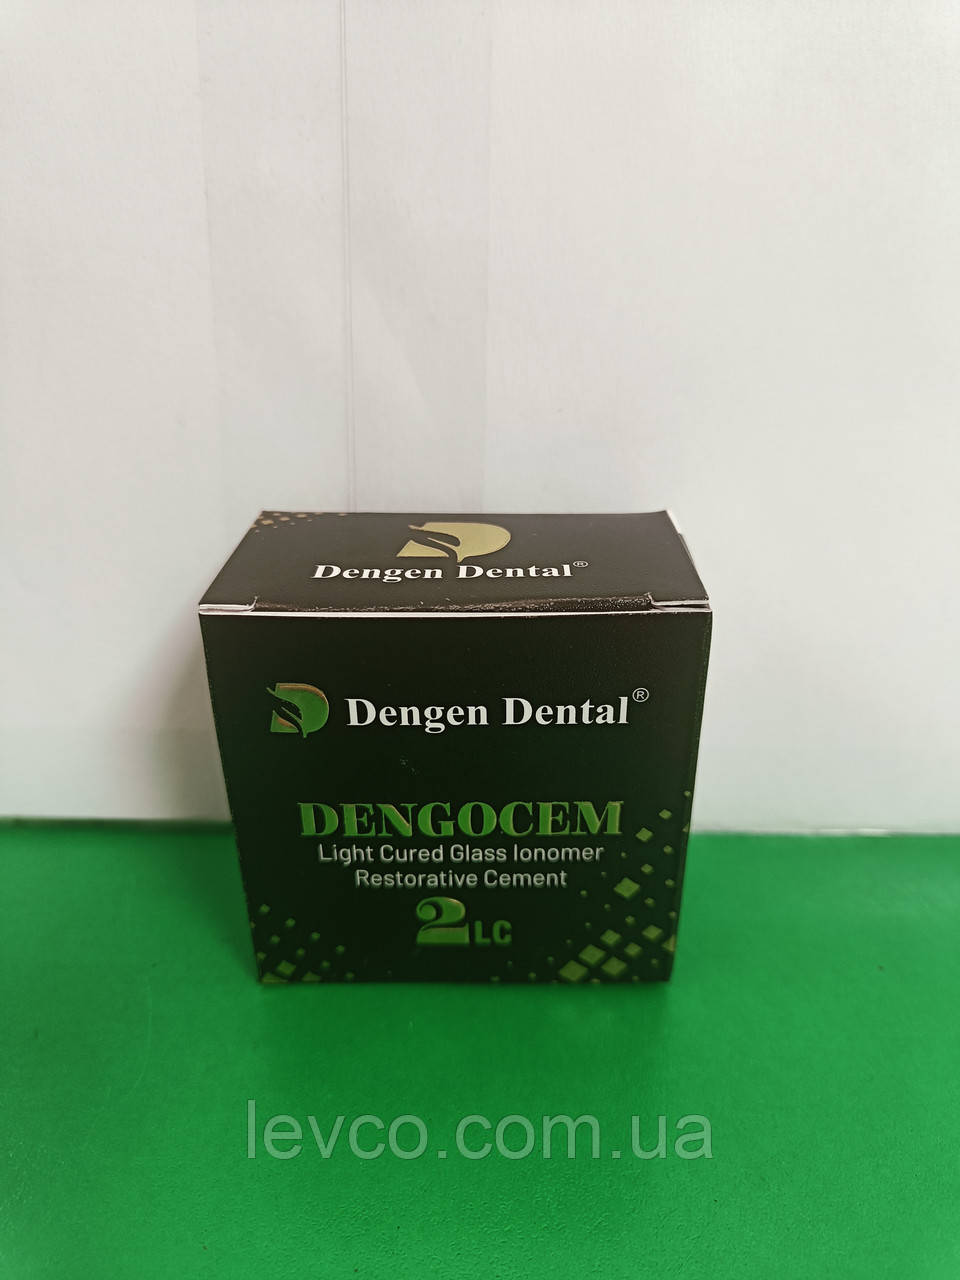 Dengen Dental®
Dengen Dental®
DENGOCEM
Light Cured Glass Ionomer
Restorative Cement
2LC
levco.com.ua